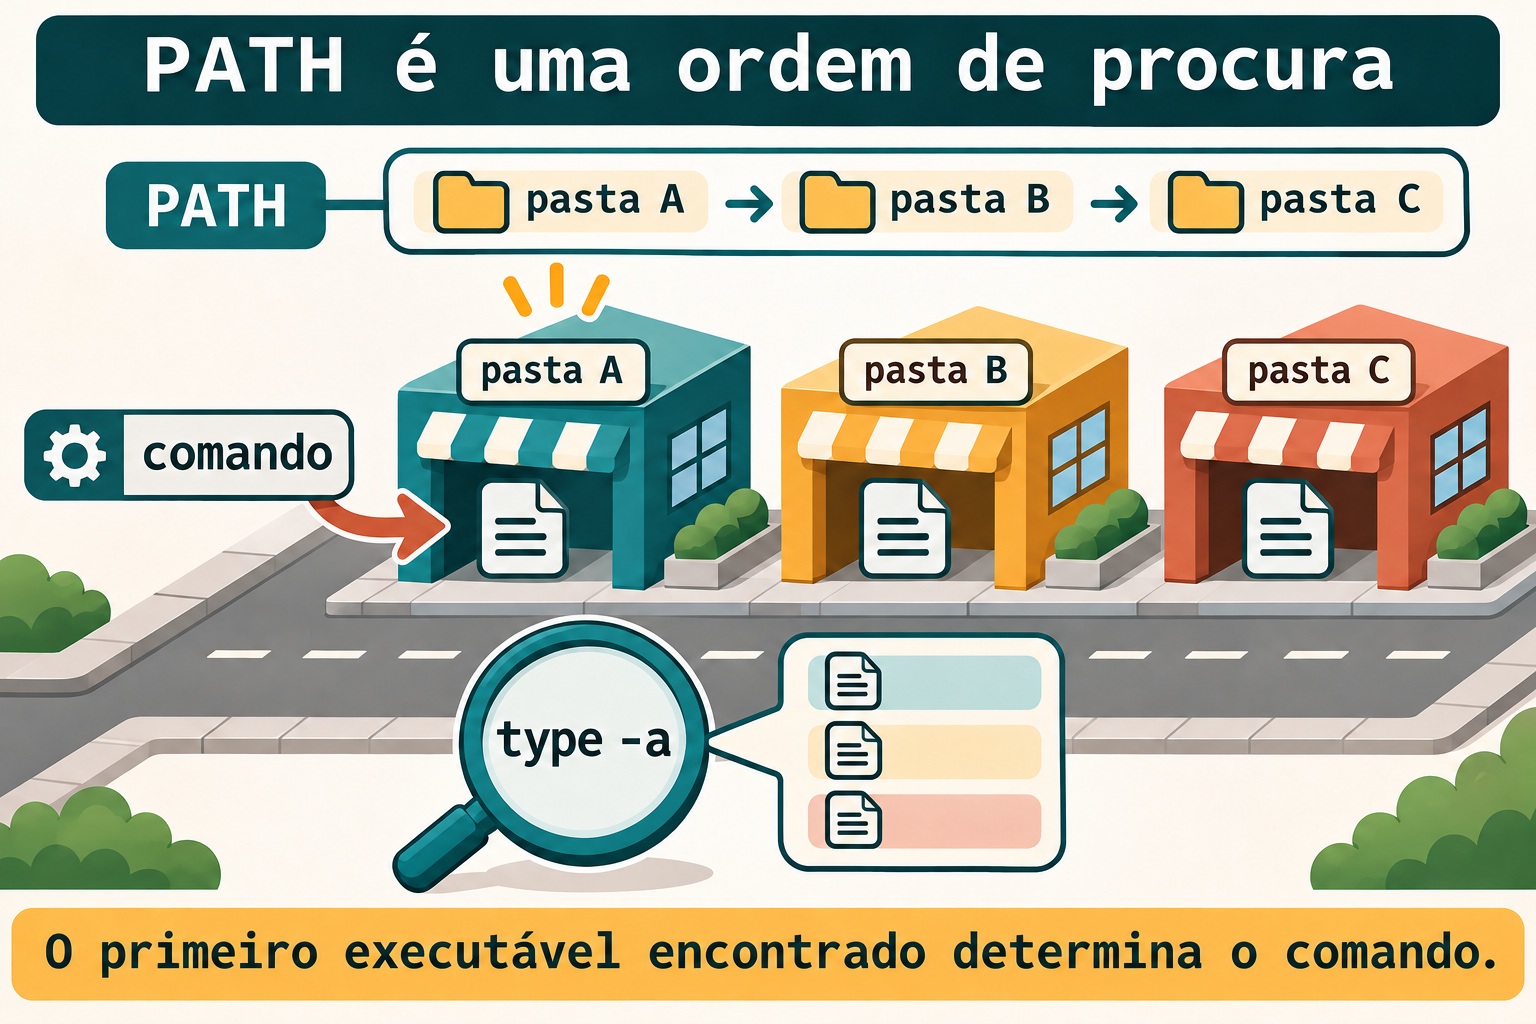 PATH é uma ordem de procura
PATH
pasta A
pasta B
pasta C
pasta A
pasta B
pasta C
comando
type -a
O primeiro executável encontrado determina o comando.